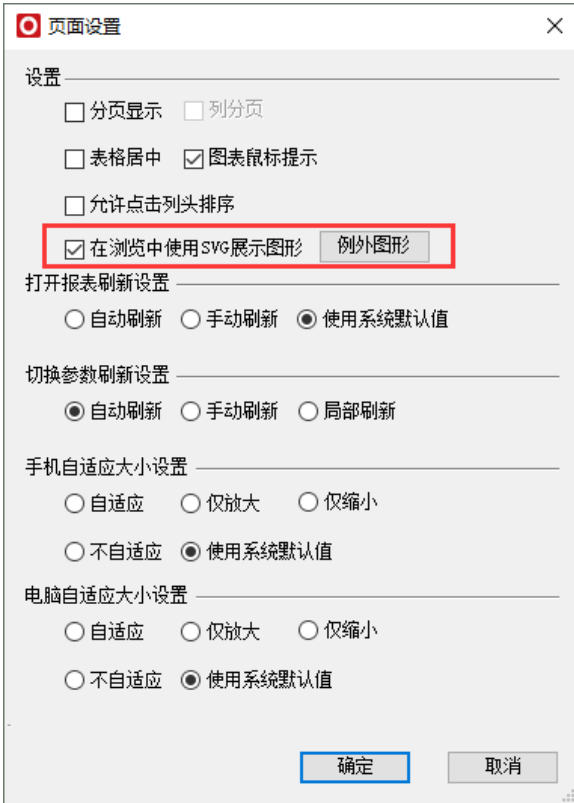 页面设置
设置
分页显示 列分页
表格居中 图表鼠标提示
允许点击列头排序
在浏览中使用SVG展示图形 例外图形
打开报表刷新设置
自动刷新 手动刷新 使用系统默认值
切换参数刷新设置
自动刷新 手动刷新 局部刷新
手机自适应大小设置
自适应 仅放大 仅缩小
不自适应 使用系统默认值
电脑自适应大小设置
自适应 仅放大 仅缩小
不自适应 使用系统默认值
确定 取消